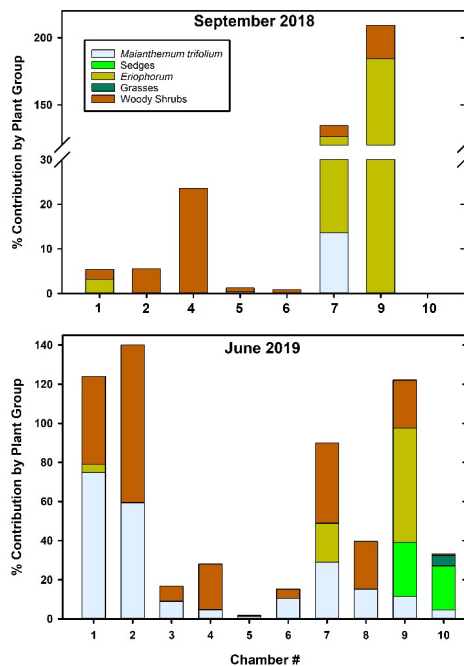 September 2018
Maianthemum trifolium
Sedges
Eriophorum
Grasses
Woody Shrubs
% Contribution by Plant Group
200
150
30
20
10
0
1 2 4 5 6 7 9 10
June 2019
% Contribution by Plant Group
140
120
100
80
60
40
20
0
1 2 3 4 5 6 7 8 9 10
Chamber #